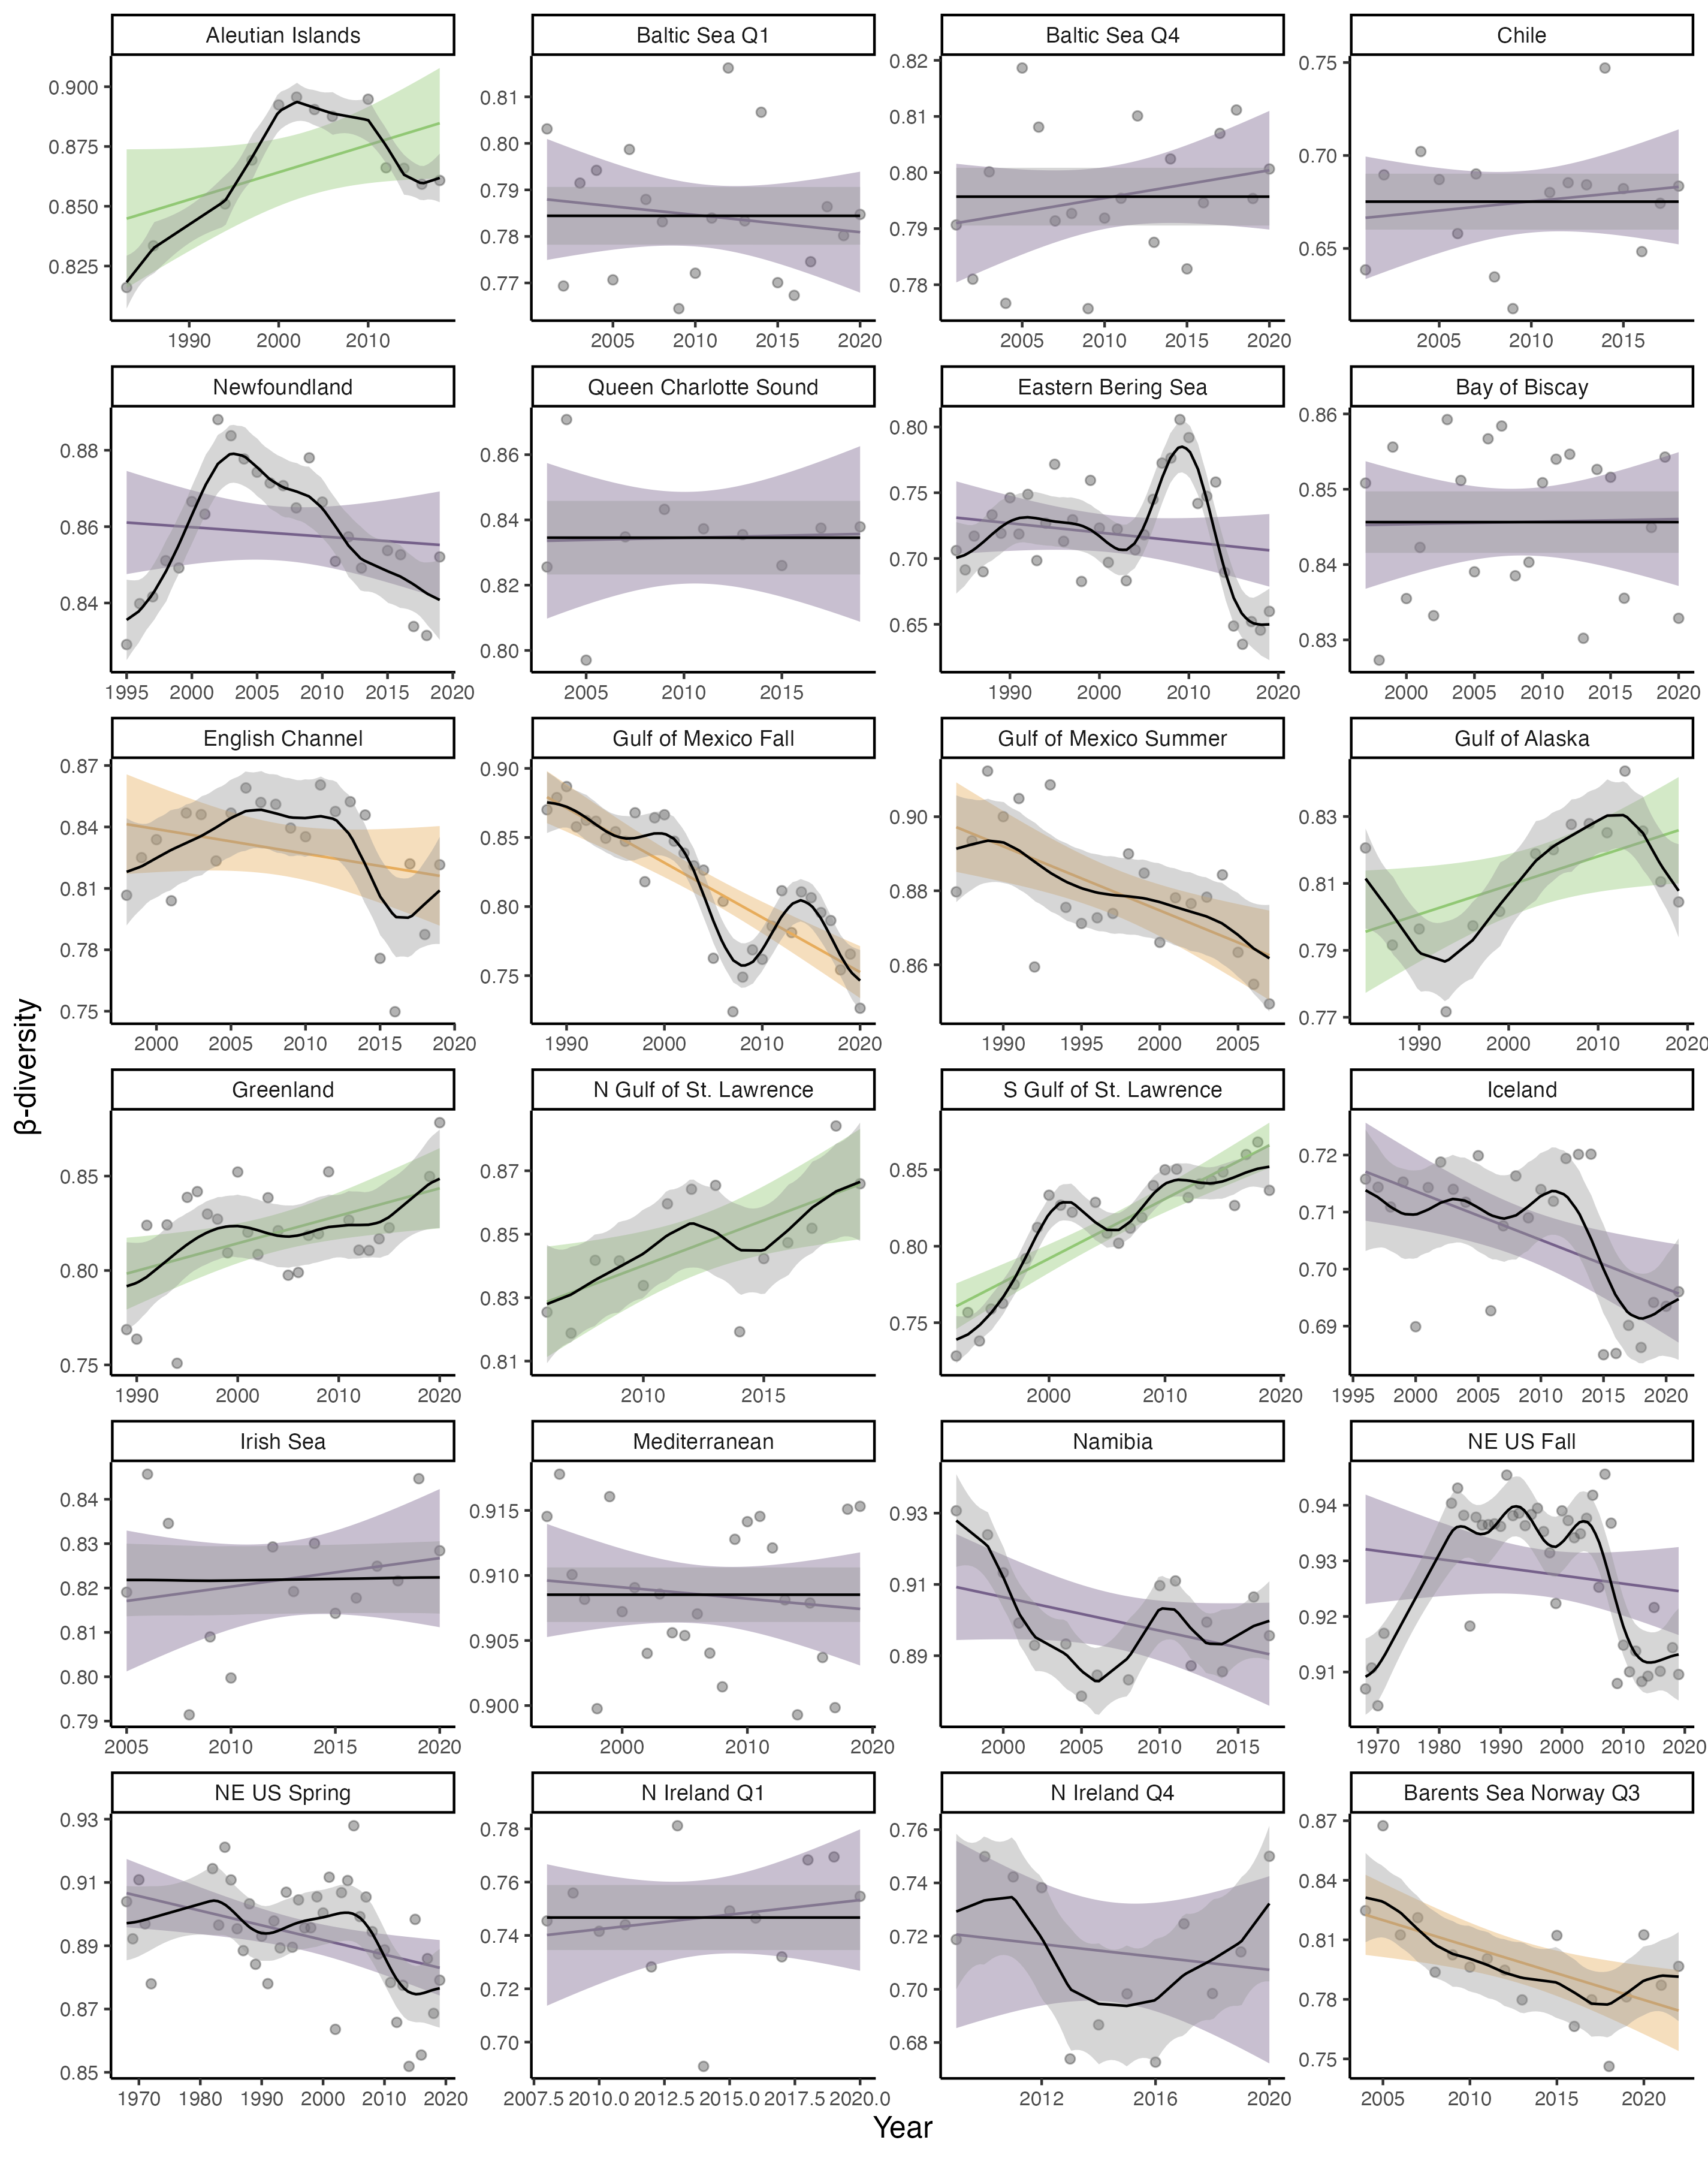 Aleutian Islands
Baltic Sea Q1
Baltic Sea Q4
Chile
0.900
0.875
0.850
0.825
0.81
0.80
0.79
0.78
0.77
0.82
0.81
0.80
0.79
0.78
0.75
0.70
0.65
1990 2000 2010
2005 2010 2015 2020
2005 2010 2015 2020
2005 2010 2015
Newfoundland
Queen Charlotte Sound
Eastern Bering Sea
Bay of Biscay
0.88
0.86
0.84
0.86
0.84
0.82
0.80
0.80
0.75
0.70
0.65
0.86
0.85
0.84
0.83
1995 2000 2005 2010 2015 2020
2005 2010 2015
1990 2000 2010 2020
2000 2005 2010 2015 2020
English Channel
Gulf of Mexico Fall
Gulf of Mexico Summer
Gulf of Alaska
0.87
0.84
0.81
0.78
0.75
0.90
0.85
0.80
0.75
0.90
0.88
0.86
0.83
0.81
0.79
0.77
2000 2005 2010 2015 2020
1990 2000 2010 2020
1990 1995 2000 2005
1990 2000 2010 2020
β-diversity
Greenland
N Gulf of St. Lawrence
S Gulf of St. Lawrence
Iceland
0.85
0.80
0.75
0.87
0.85
0.83
0.81
0.85
0.80
0.75
0.72
0.71
0.70
0.69
1990 2000 2010 2020
2010 2015
2000 2010 2020
1995 2000 2005 2010 2015 2020
Irish Sea
Mediterranean
Namibia
NE US Fall
0.84
0.83
0.82
0.81
0.80
0.79
0.915
0.910
0.905
0.900
0.93
0.91
0.89
0.94
0.93
0.92
0.91
2005 2010 2015 2020
2000 2010 2020
2000 2005 2010 2015
1970 1980 1990 2000 2010 2020
NE US Spring
N Ireland Q1
N Ireland Q4
Barents Sea Norway Q3
0.93
0.91
0.89
0.87
0.85
0.78
0.76
0.74
0.72
0.70
0.76
0.74
0.72
0.70
0.68
0.87
0.84
0.81
0.78
0.75
1970 1980 1990 2000 2010 2020
2007.5 2010.0 2012.5 2015.0 2017.5 2020.0
2012 2016 2020
2005 2010 2015 2020
Year